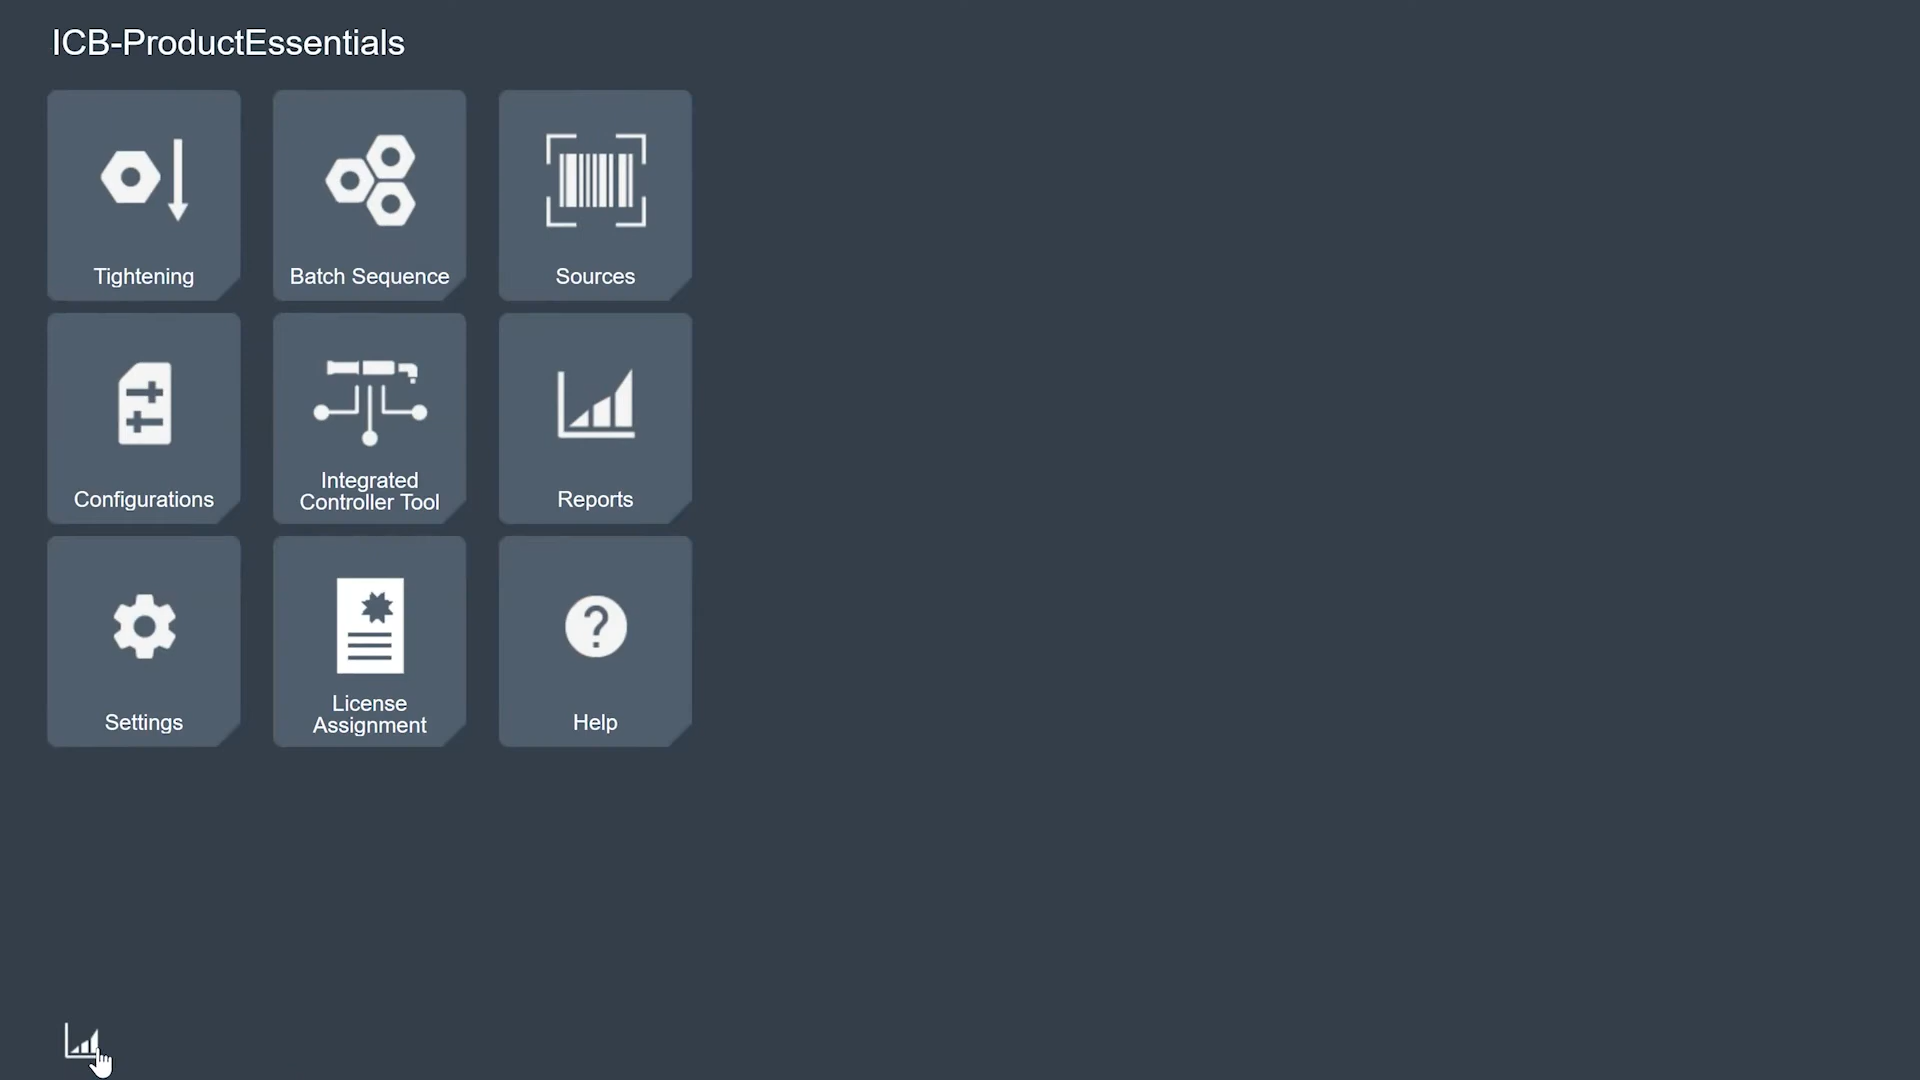 ICB-ProductEssentials
Tightening
Batch Sequence
Sources
Configurations
Integrated
Controller Tool
Reports
Settings
License
Assignment
Help